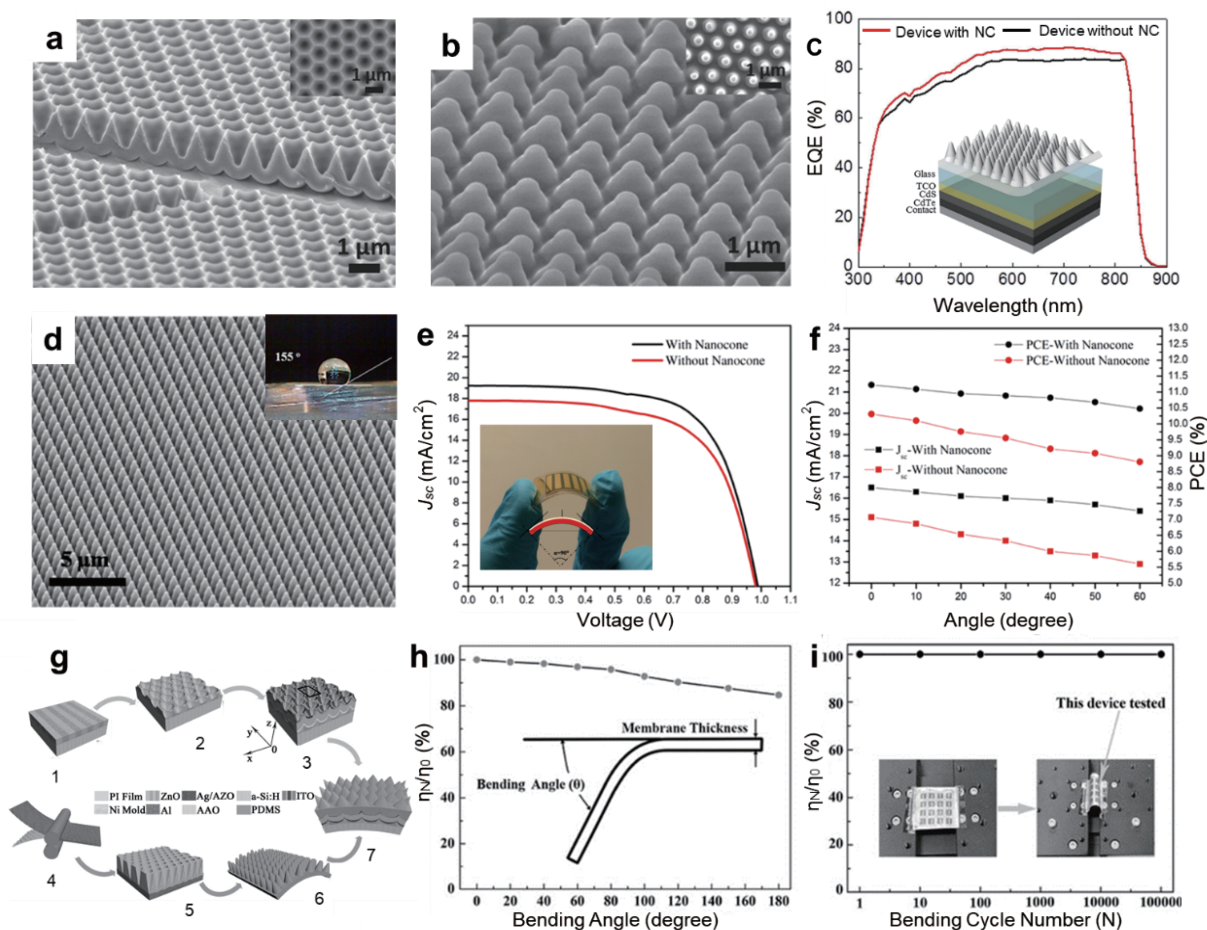 a
1 μm
1 μm
b
1 μm
1 μm
c
Device with NC
Device without NC
EQE (%)
100
80
60
40
20
0
Glass
TCO
CdS
CdTe
Contact
300 400 500 600 700 800 900
Wavelength (nm)
d
155 °
5 μm
e
With Nanocone
Without Nanocone
Jsc (mA/cm²)
24
22
20
18
16
14
12
10
8
6
4
2
0
0.0 0.1 0.2 0.3 0.4 0.5 0.6 0.7 0.8 0.9 1.0 1.1
Voltage (V)
f
PCE-With Nanocone
PCE-Without Nanocone
Jsc-With Nanocone
Jsc-Without Nanocone
Jsc (mA/cm²)
24
23
22
21
20
19
18
17
16
15
14
13
12
PCE (%)
13.0
12.5
12.0
11.5
11.0
10.5
10.0
9.5
9.0
8.5
8.0
7.5
7.0
6.5
6.0
5.5
5.0
0 10 20 30 40 50 60
Angle (degree)
g
1
2
3
z
y
x
0
PI Film ZnO Ag/AZO a-Si:H ITO
Ni Mold Al AAO PDMS
4
5
6
7
h
ηN/η0 (%)
100
80
60
40
20
0
Membrane Thickness
Bending Angle (θ)
0 20 40 60 80 100 120 140 160 180
Bending Angle (degree)
i
ηN/η0 (%)
100
80
60
40
20
0
This device tested
1 10 100 1000 10000 100000
Bending Cycle Number (N)